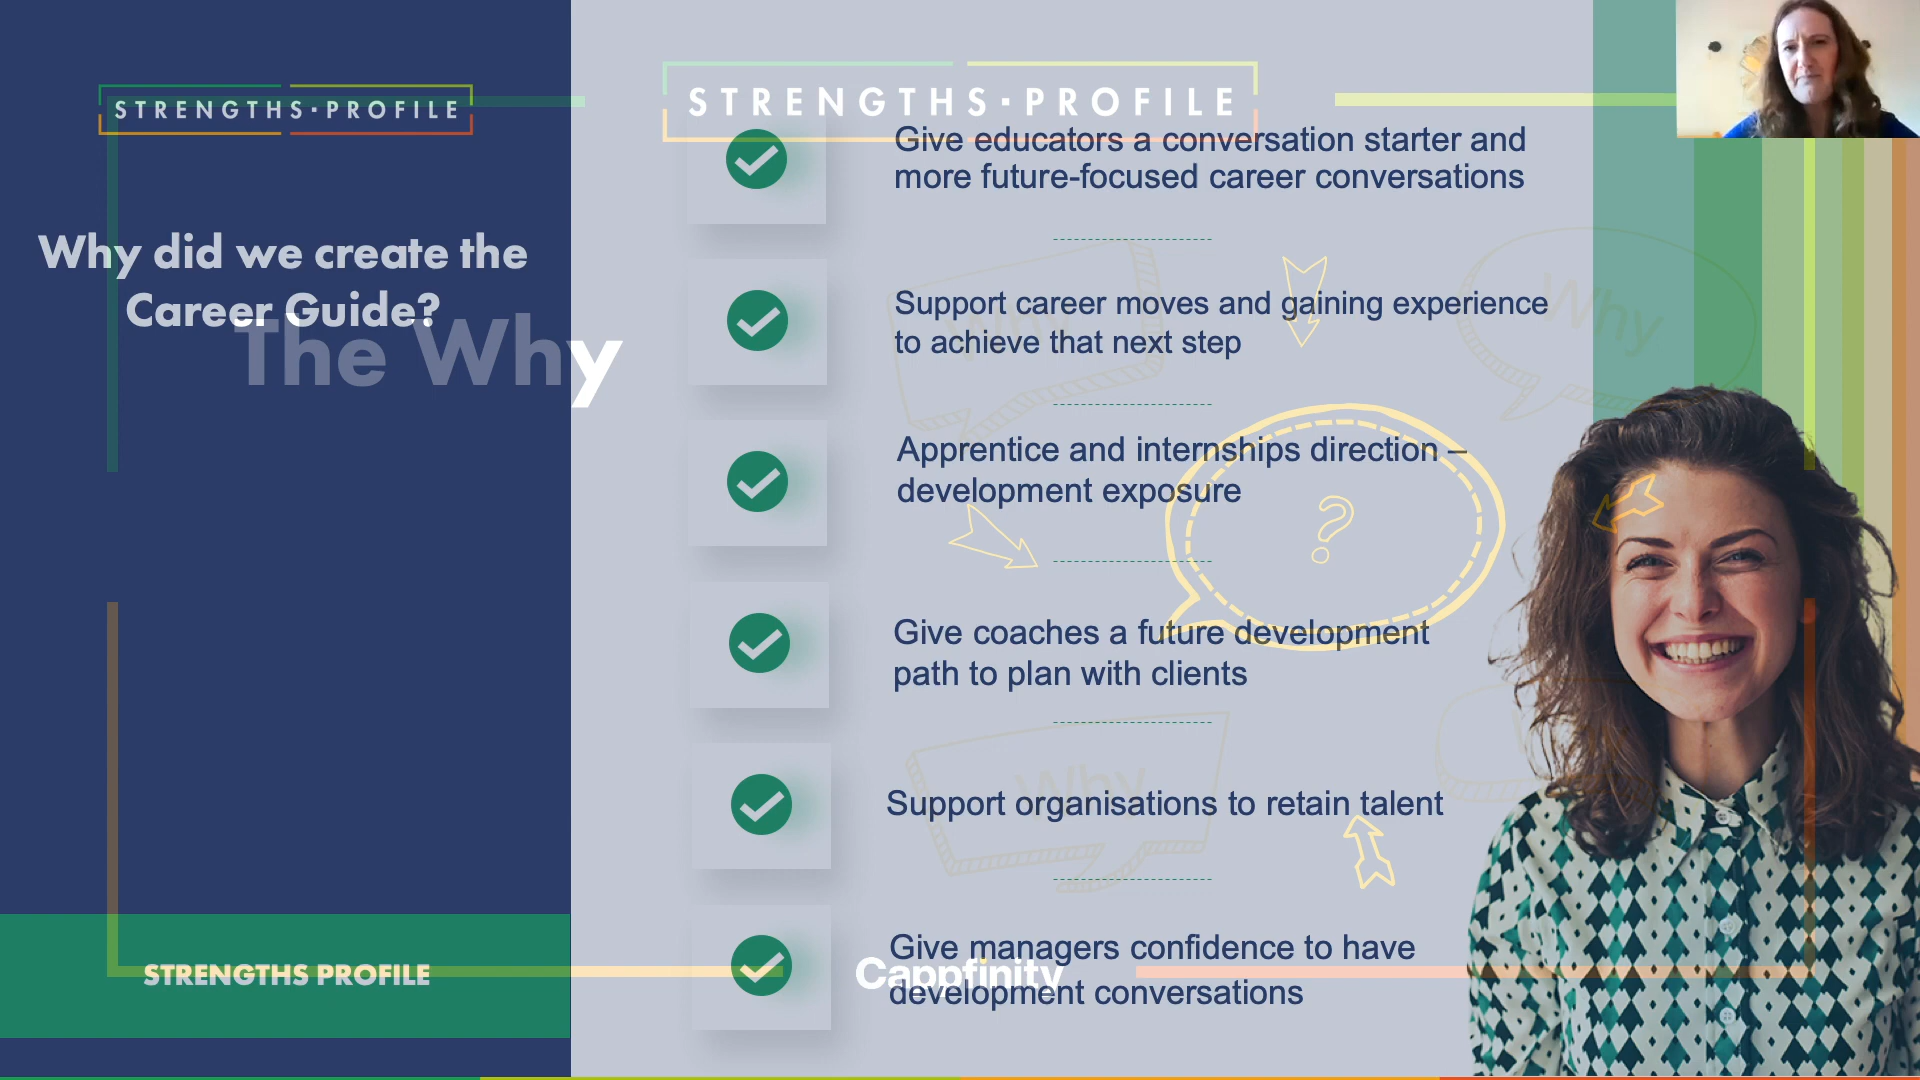 STRENGTHS·PROFILE
STRENGTHS·PROFILE
Why did we create the
Career Guide?
The Why
Give educators a conversation starter and
more future-focused career conversations
Support career moves and gaining experience
to achieve that next step
Apprentice and internships direction –
development exposure
Give coaches a future development
path to plan with clients
Support organisations to retain talent
Give managers confidence to have
development conversations
Why
Why
Why
?
STRENGTHS PROFILE
Cappfinity